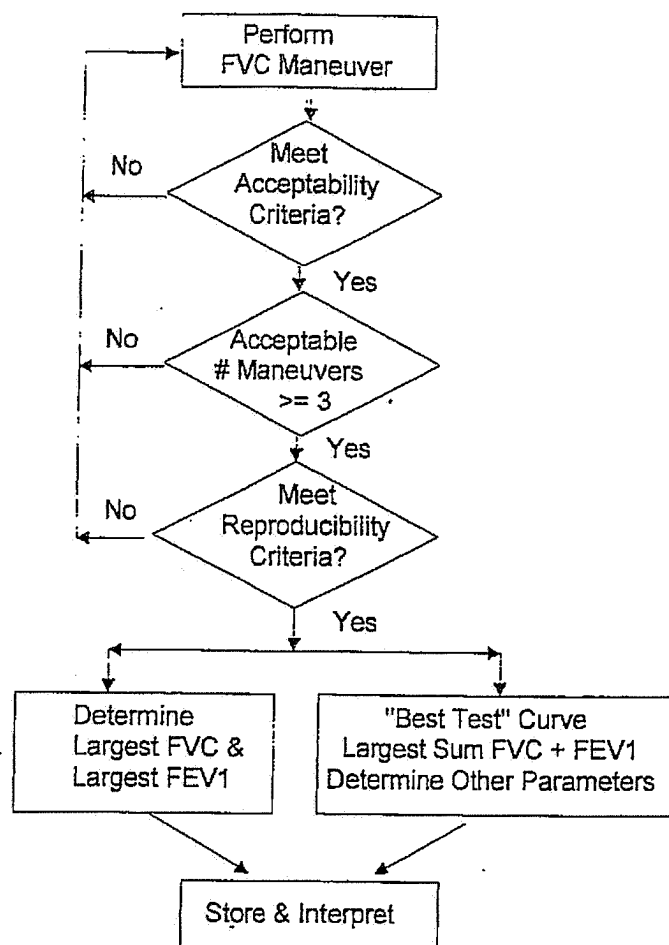 Perform
FVC Maneuver
No
Meet
Acceptability
Criteria?
Yes
No
Acceptable
# Maneuvers
>= 3
Yes
No
Meet
Reproducibility
Criteria?
Yes
Determine
Largest FVC &
Largest FEV1
"Best Test" Curve
Largest Sum FVC + FEV1
Determine Other Parameters
Store & Interpret